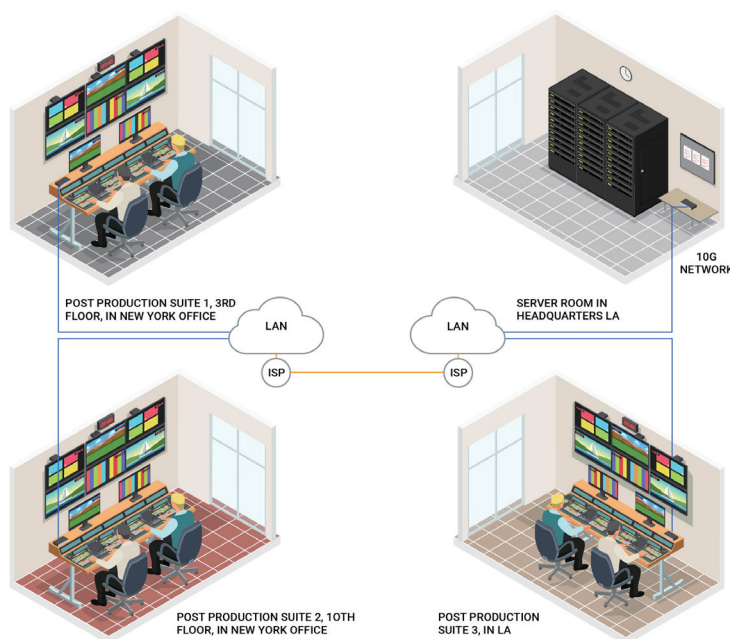 10G
NETWORK
POST PRODUCTION SUITE 1, 3RD
FLOOR, IN NEW YORK OFFICE
SERVER ROOM IN
HEADQUARTERS LA
LAN
LAN
ISP
ISP
POST PRODUCTION SUITE 2, 10TH
FLOOR, IN NEW YORK OFFICE
POST PRODUCTION
SUITE 3, IN LA